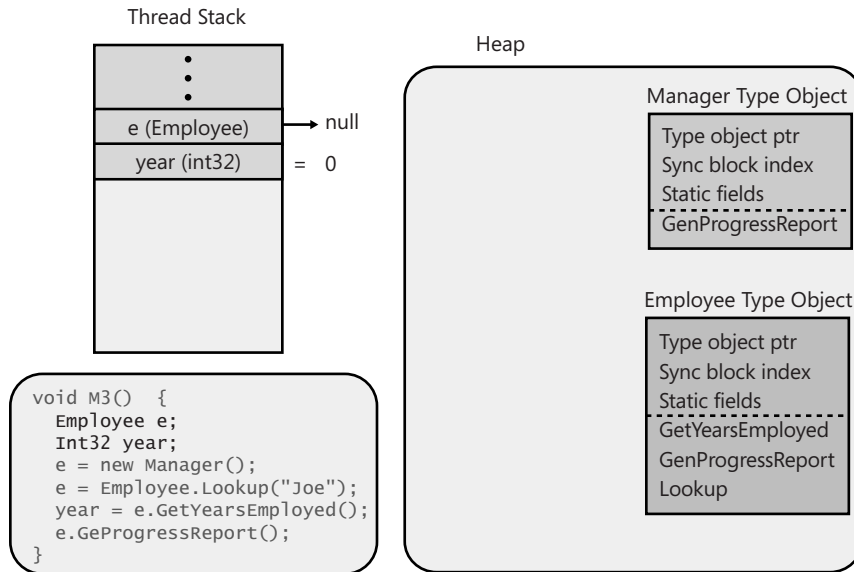 Thread Stack
e (Employee)
null
year (int32)
= 0
void M3() {
Employee e;
Int32 year;
e = new Manager();
e = Employee.Lookup("Joe");
year = e.GetYearsEmployed();
e.GeProgressReport();
}
Heap
Manager Type Object
Type object ptr
Sync block index
Static fields
GenProgressReport
Employee Type Object
Type object ptr
Sync block index
Static fields
GetYearsEmployed
GenProgressReport
Lookup